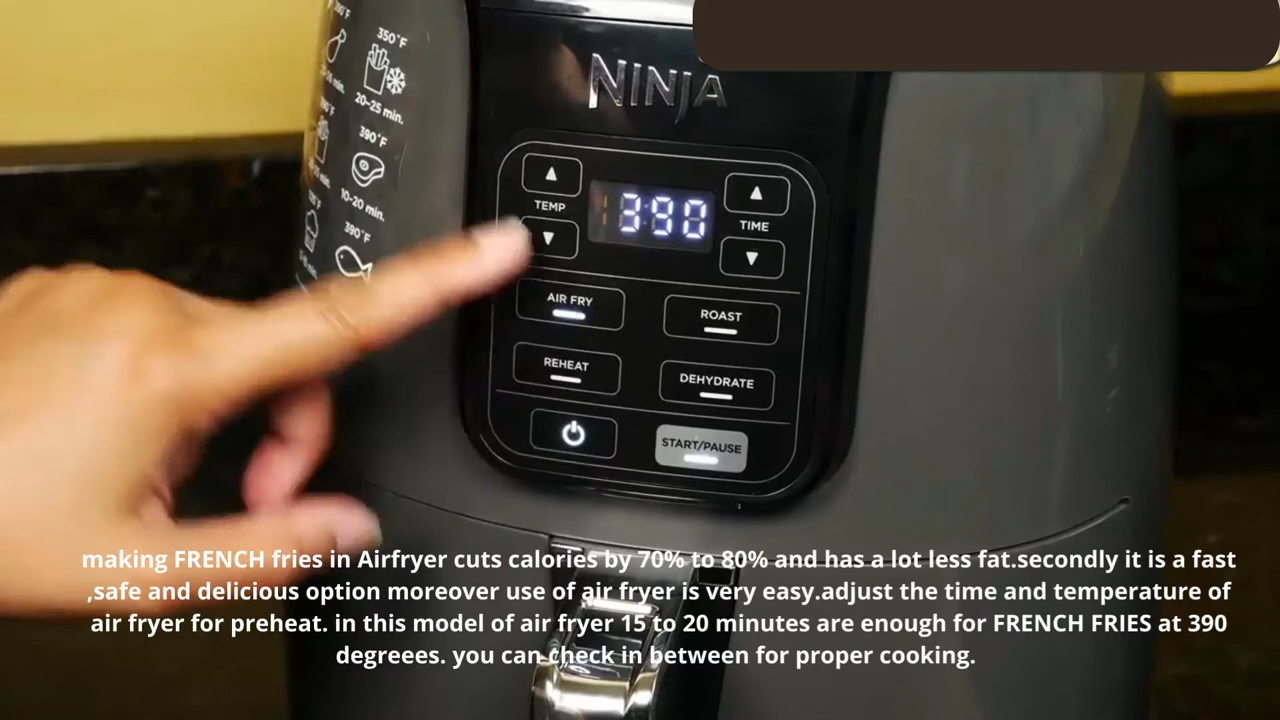 350°F
20-25 min.
390°F
10-20 min.
390°F
NINJA
TEMP
390
TIME
AIR FRY
ROAST
REHEAT
DEHYDRATE
START/PAUSE
making FRENCH fries in Airfryer cuts calories by 70% to 80% and has a lot less fat.secondly it is a fast
,safe and delicious option moreover use of air fryer is very easy.adjust the time and temperature of
air fryer for preheat. in this model of air fryer 15 to 20 minutes are enough for FRENCH FRIES at 390
degreees. you can check in between for proper cooking.